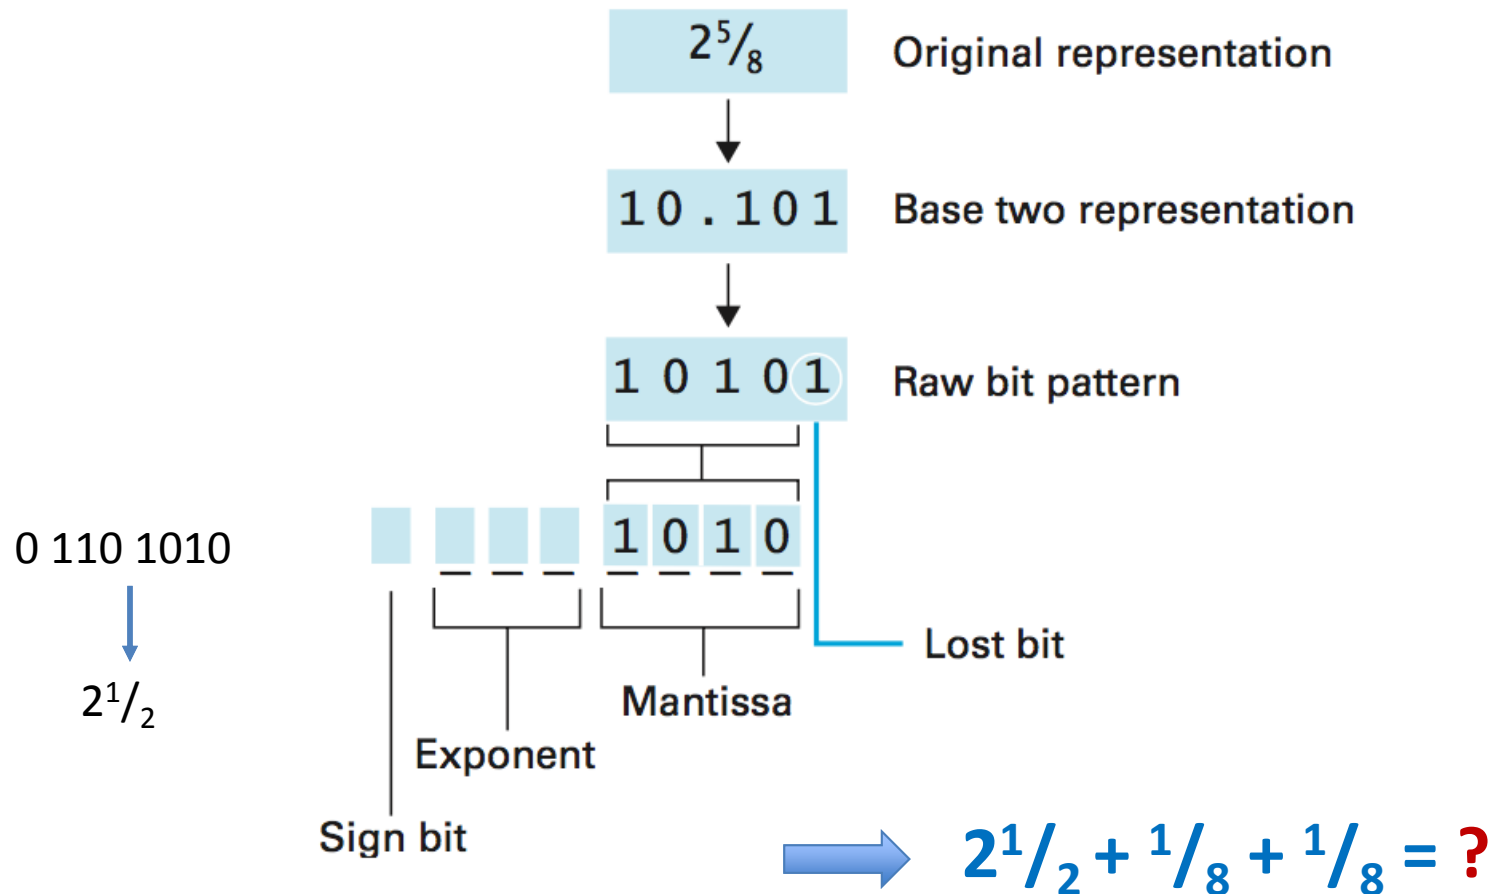 2⁵/₈ Original representation
10.101 Base two representation
1 0 1 0 1 Raw bit pattern
0 110 1010
1 0 1 0
Lost bit
2¹/₂
Mantissa
Exponent
Sign bit
2¹/₂ + ¹/₈ + ¹/₈ = ?